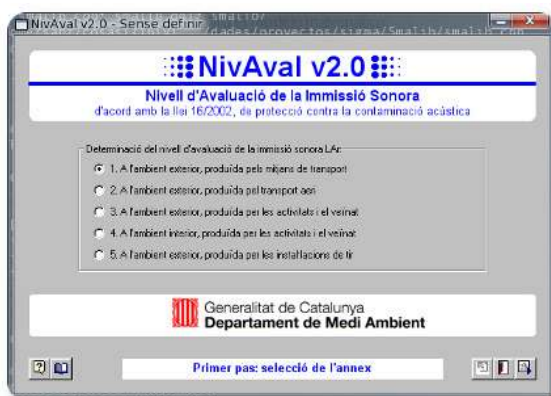 NivAval v2.0 - Sense definir
NivAval v2.0
Nivell d'Avaluació de la Immissió Sonora
d'acord amb la llei 16/2002, de protecció contra la contaminació acústica
Determinació del nivell d'avaluació de la immissió sonora LAr:
1. A l'ambient exterior, produïda pels mitjans de transport
2. A l'ambient exterior, produïda pel transport aeri
3. A l'ambient exterior, produïda per les activitats i el veïnat
4. A l'ambient interior, produïda per les activitats i el veïnat
5. A l'ambient exterior, produïda per les instal·lacions de tir
Generalitat de Catalunya
Departament de Medi Ambient
Primer pas: selecció de l'annex